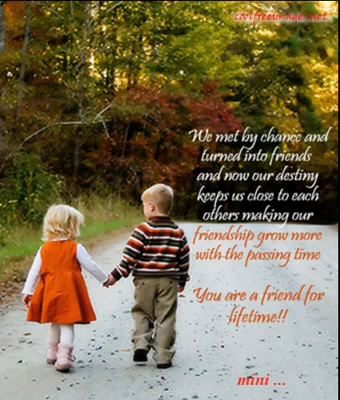 coolfreeimage.net
We met by chance and
turned into friends
and now our destiny
keeps us close to each
others making our
friendship grow more
with the passing time
You are a friend for
lifetime!!
mini ...